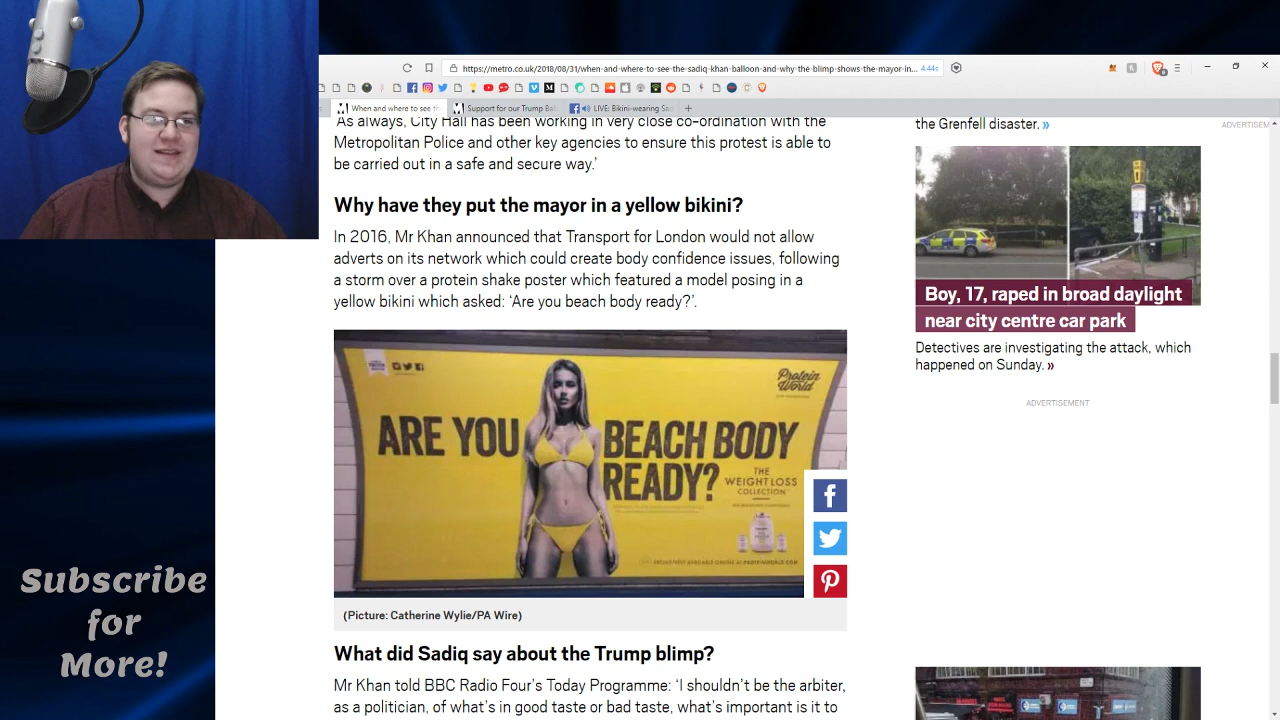 https://metro.co.uk/2018/08/31/when-and-where-to-see-the-sadiq-khan-balloon-and-why-the-blimp-shows-the-mayor-in... 4.44s
When and where to see th
Support for our Trump Ba
LIVE: Bikini-wearing Sad
As always, City Hall has been working in very close co-ordination with the
Metropolitan Police and other key agencies to ensure this protest is able to
be carried out in a safe and secure way.'
Why have they put the mayor in a yellow bikini?
In 2016, Mr Khan announced that Transport for London would not allow
adverts on its network which could create body confidence issues, following
a storm over a protein shake poster which featured a model posing in a
yellow bikini which asked: 'Are you beach body ready?'.
Protein
World
ARE YOU BEACH BODY
READY?
THE
WEIGHT LOSS
COLLECTION
(Picture: Catherine Wylie/PA Wire)
What did Sadiq say about the Trump blimp?
Mr Khan told BBC Radio Four's Today Programme: 'I shouldn't be the arbiter,
as a politician, of what's in good taste or bad taste, what's important is it to
the Grenfell disaster. »
ADVERTISEM
Boy, 17, raped in broad daylight
near city centre car park
Detectives are investigating the attack, which
happened on Sunday. »
ADVERTISEMENT
Subscribe
for
More!